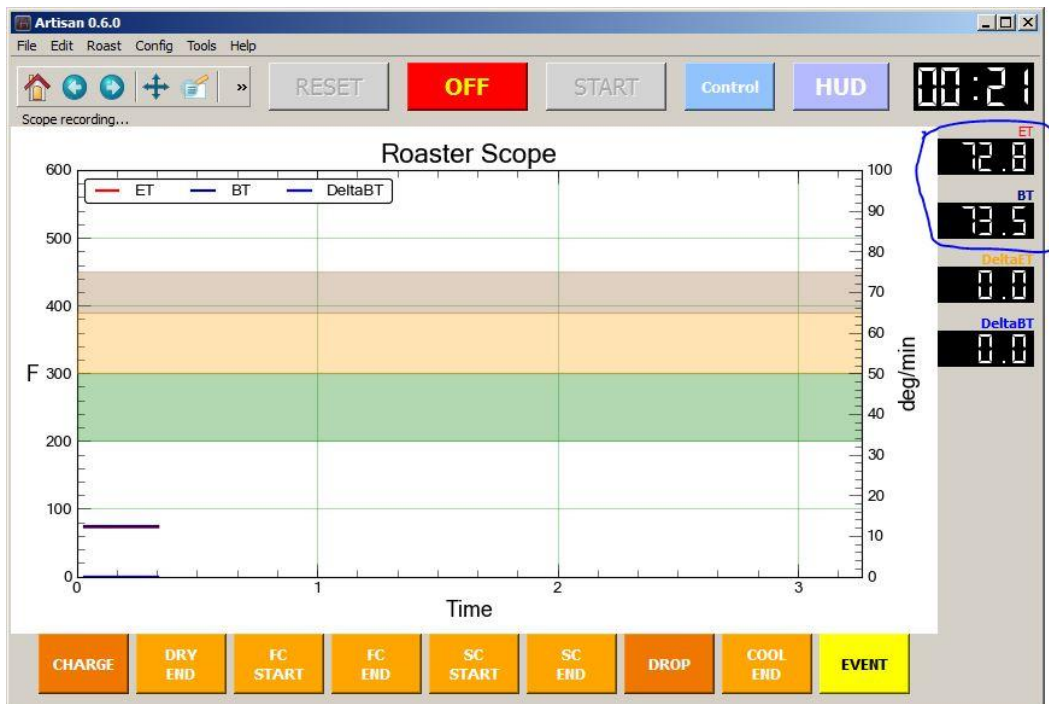 Artisan 0.6.0
File Edit Roast Config Tools Help
» RESET OFF START Control HUD 00:21
Scope recording...
ET
72.8
BT
73.5
DeltaET
0.0
DeltaBT
0.0
Roaster Scope
ET BT DeltaBT
600
500
400
300
200
100
0
F
100
90
80
70
60
50
40
30
20
10
0
deg/min
0 1 2 3
Time
CHARGE
DRY
END
FC
START
FC
END
SC
START
SC
END
DROP
COOL
END
EVENT